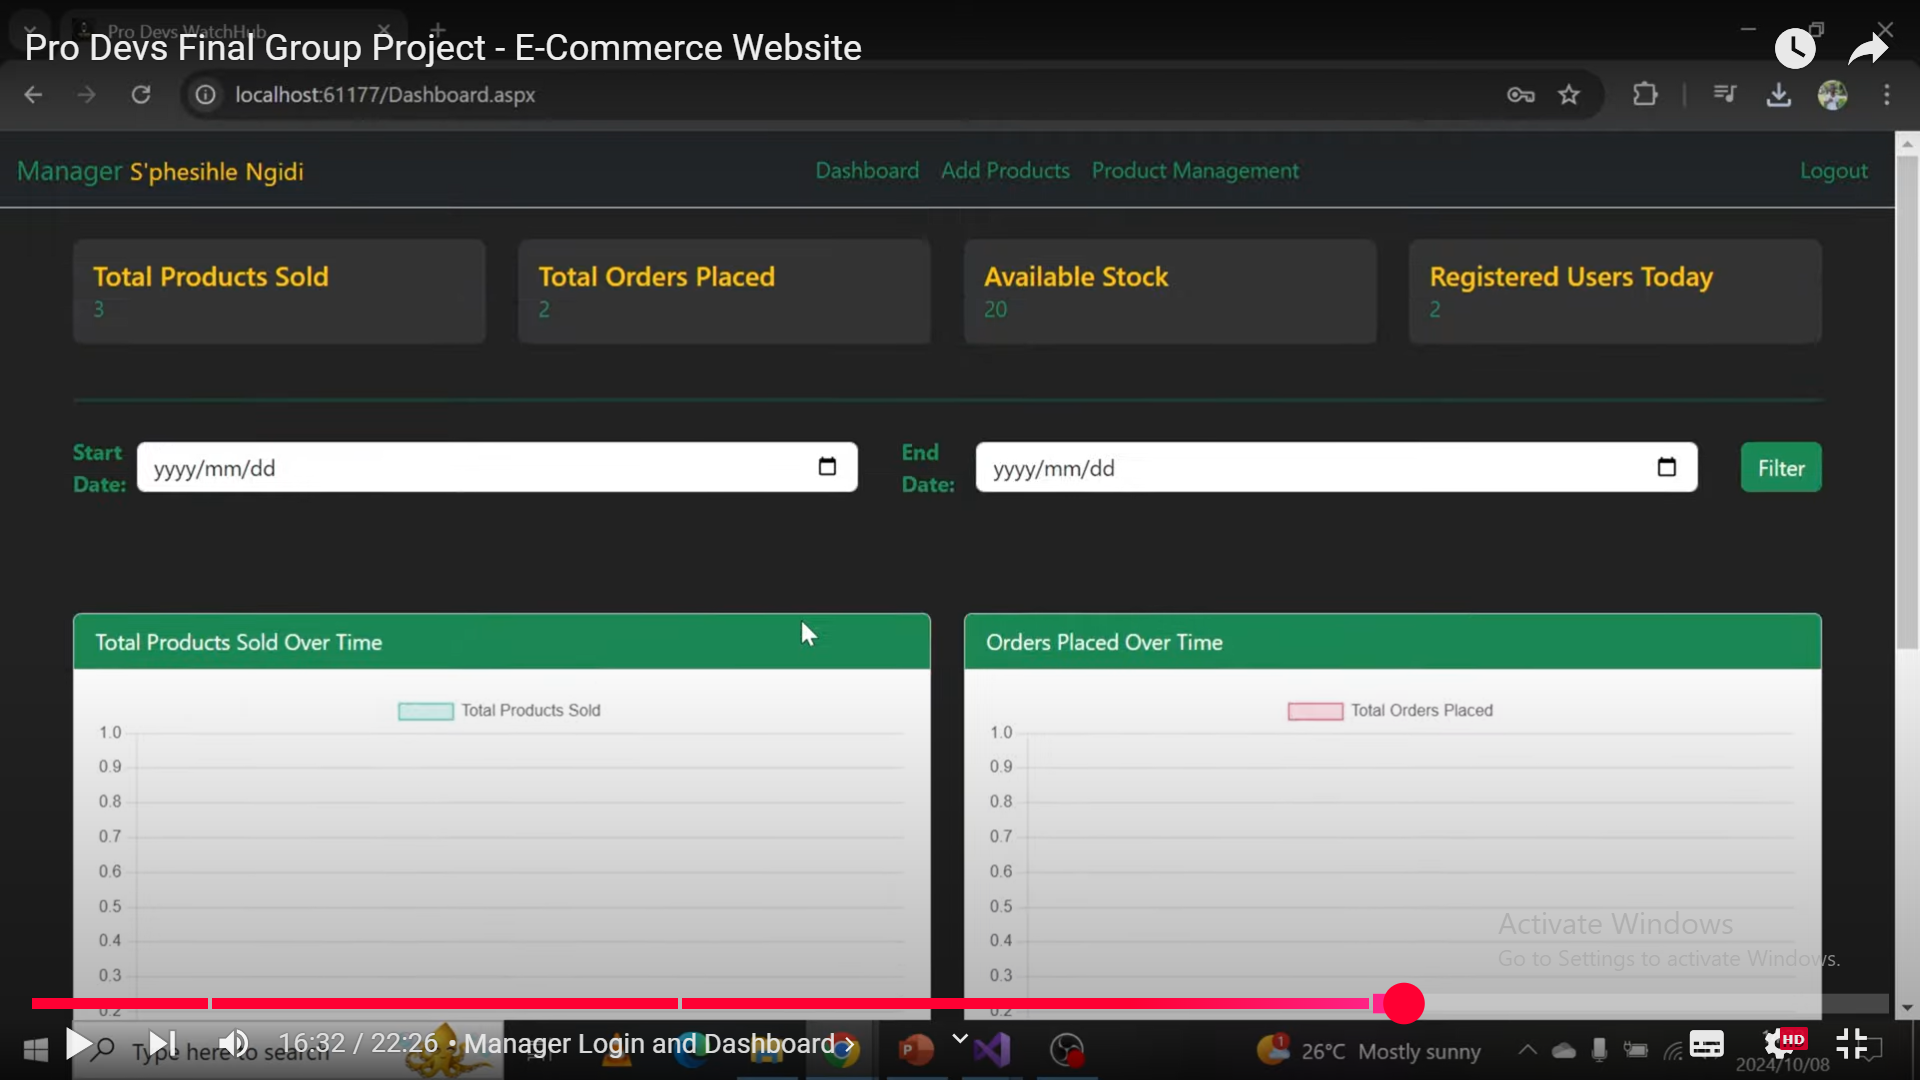 Pro Devs WatchHub
Pro Devs Final Group Project - E-Commerce Website
localhost:61177/Dashboard.aspx
Manager S'phesihle Ngidi
Dashboard Add Products Product Management
Logout
Total Products Sold
3
Total Orders Placed
2
Available Stock
20
Registered Users Today
2
Start
Date:
yyyy/mm/dd
End
Date:
yyyy/mm/dd
Filter
Total Products Sold Over Time
Total Products Sold
1.0
0.9
0.8
0.7
0.6
0.5
0.4
0.3
0.2
Orders Placed Over Time
Total Orders Placed
1.0
0.9
0.8
0.7
0.6
0.5
0.4
0.3
0.2
Activate Windows
Go to Settings to activate Windows.
Type here to search
16:32 / 22:26 • Manager Login and Dashboard
P
1
26°C Mostly sunny
HD
2024/10/08